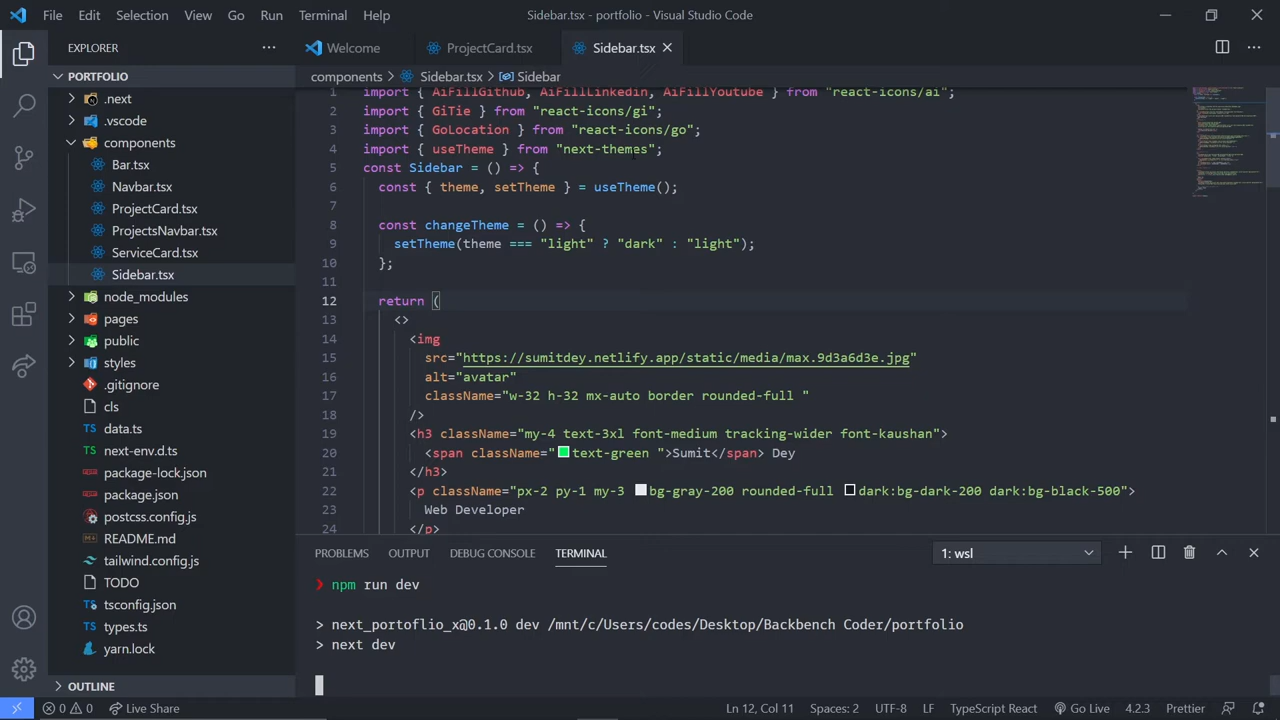 File Edit Selection View Go Run Terminal Help
Sidebar.tsx - portfolio - Visual Studio Code
EXPLORER
Welcome
ProjectCard.tsx
Sidebar.tsx
PORTFOLIO
components > Sidebar.tsx > Sidebar
.next
.vscode
components
Bar.tsx
Navbar.tsx
ProjectCard.tsx
ProjectsNavbar.tsx
ServiceCard.tsx
Sidebar.tsx
node_modules
pages
public
styles
.gitignore
cls
data.ts
next-env.d.ts
package-lock.json
package.json
postcss.config.js
README.md
tailwind.config.js
TODO
tsconfig.json
types.ts
yarn.lock
OUTLINE
1 import { AiFillGithub, AiFillLinkedin, AiFillYoutube } from "react-icons/ai";
2 import { GiTie } from "react-icons/gi";
3 import { GoLocation } from "react-icons/go";
4 import { useTheme } from "next-themes";
5 const Sidebar = () => {
6 const { theme, setTheme } = useTheme();
7
8 const changeTheme = () => {
9 setTheme(theme === "light" ? "dark" : "light");
10 };
11
12 return (
13 <>
14 <img
15 src="https://sumitdey.netlify.app/static/media/max.9d3a6d3e.jpg"
16 alt="avatar"
17 className="w-32 h-32 mx-auto border rounded-full "
18 />
19 <h3 className="my-4 text-3xl font-medium tracking-wider font-kaushan">
20 <span className="text-green ">Sumit</span> Dey
21 </h3>
22 <p className="px-2 py-1 my-3 bg-gray-200 rounded-full dark:bg-dark-200 dark:bg-black-500">
23 Web Developer
24 </p>
PROBLEMS OUTPUT DEBUG CONSOLE TERMINAL
1: wsl
❯ npm run dev
> next_portoflio_x@0.1.0 dev /mnt/c/Users/codes/Desktop/Backbench Coder/portfolio
> next dev
0 0 Live Share
Ln 12, Col 11 Spaces: 2 UTF-8 LF TypeScript React Go Live 4.2.3 Prettier